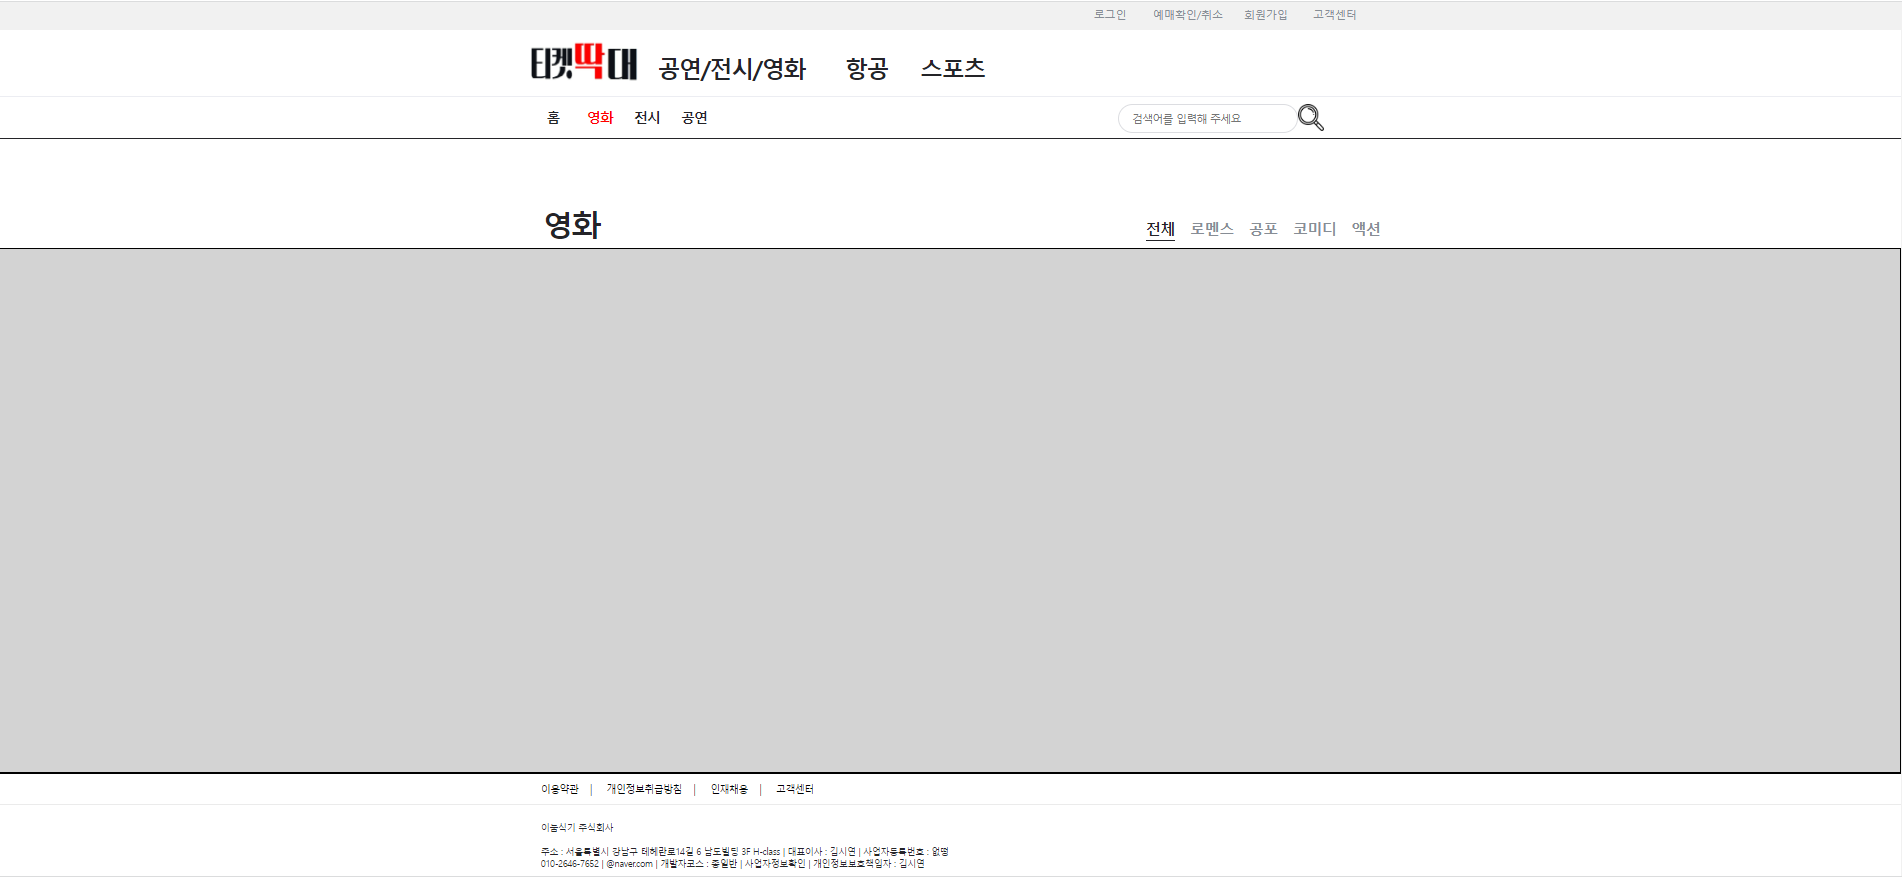 로그인 예매확인/취소 회원가입 고객센터
티켓딱대 공연/전시/영화 항공 스포츠
홈 영화 전시 공연 검색어를 입력해 주세요
영화 전체 로멘스 공포 코미디 액션
이용약관 | 개인정보취급방침 | 인재채용 | 고객센터
이놈식기 주식회사
주소 : 서울특별시 강남구 테헤란로14길 6 남도빌딩 3F H-class | 대표이사 : 김시연 | 사업자등록번호 : 없떵
010-2646-7652 | @naver.com | 개발자코스 : 종일반 | 사업자정보확인 | 개인정보보호책임자 : 김시연